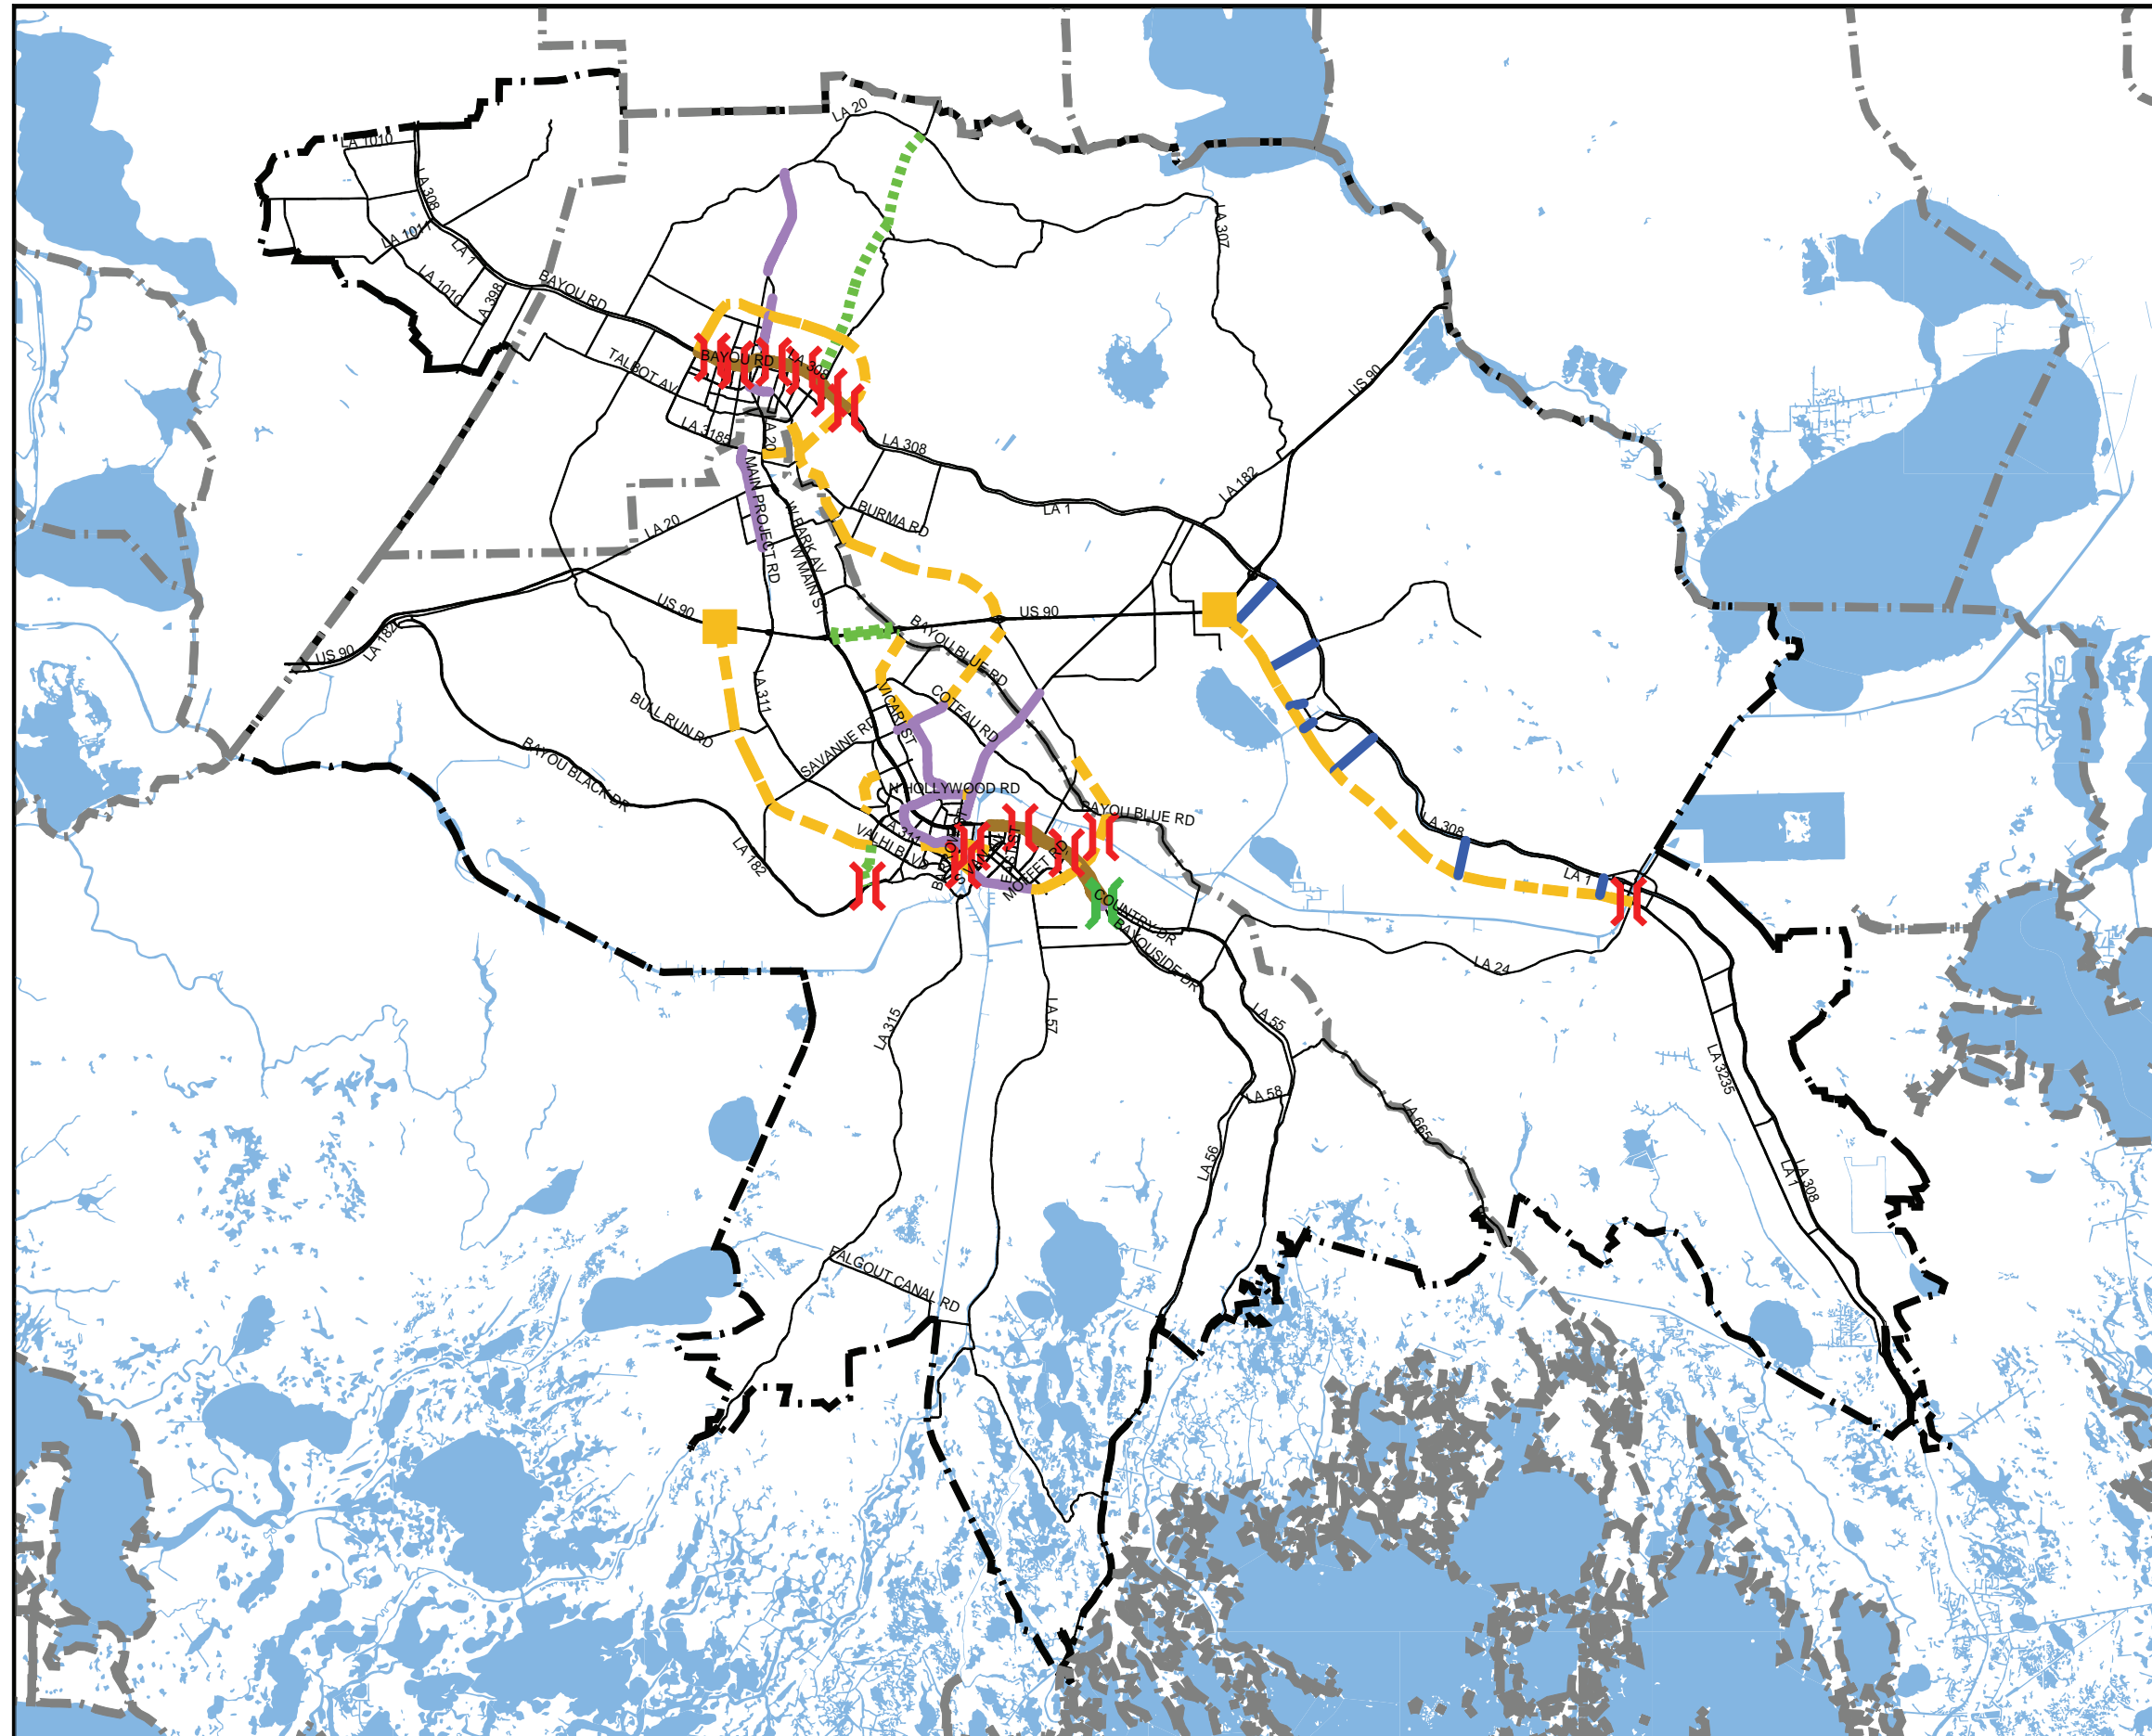 LA 20
LA 1010
LA 308
LA 307
LA 1011
LA 1
BAYOU RD
LA 1010
A 398
BAYOU RD
LA 308
TALBOT AV
US 90
LA 3185
A 20
LA 308
LA 182
MAIN PROJECT RD
LA 20
W PARK AV
BURMA RD
LA 1
W MAIN ST
US 90
US 90
BAYOU BLUE RD
LA 182
US 90
LA 311
VICARI ST
COTEAU RD
BULL RUN RD
SAVANNE RD
BAYOU BLACK DR
N HOLLYWOOD RD
BAYOU BLUE RD
LA 308
A 311
VALHI BLVD
LA 182
MOFFET RD
LA 1
COUNTRY DR
BAYOUSIDE DR
LA 24
LA 315
LA 57
LA 55
LA 3235
LA 58
LA 665
LA 56
LA 1
LA 308
FALGOUT CANAL RD